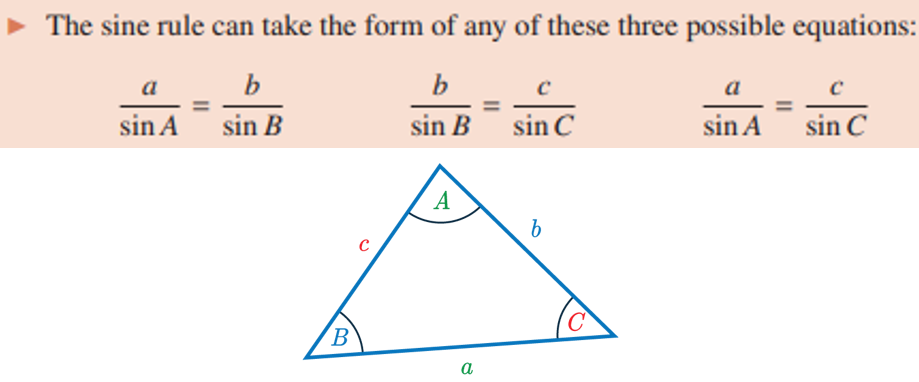 ► The sine rule can take the form of any of these three possible equations:
a/sin A = b/sin B    b/sin B = c/sin C    a/sin A = c/sin C
A
b
c
C
B
a